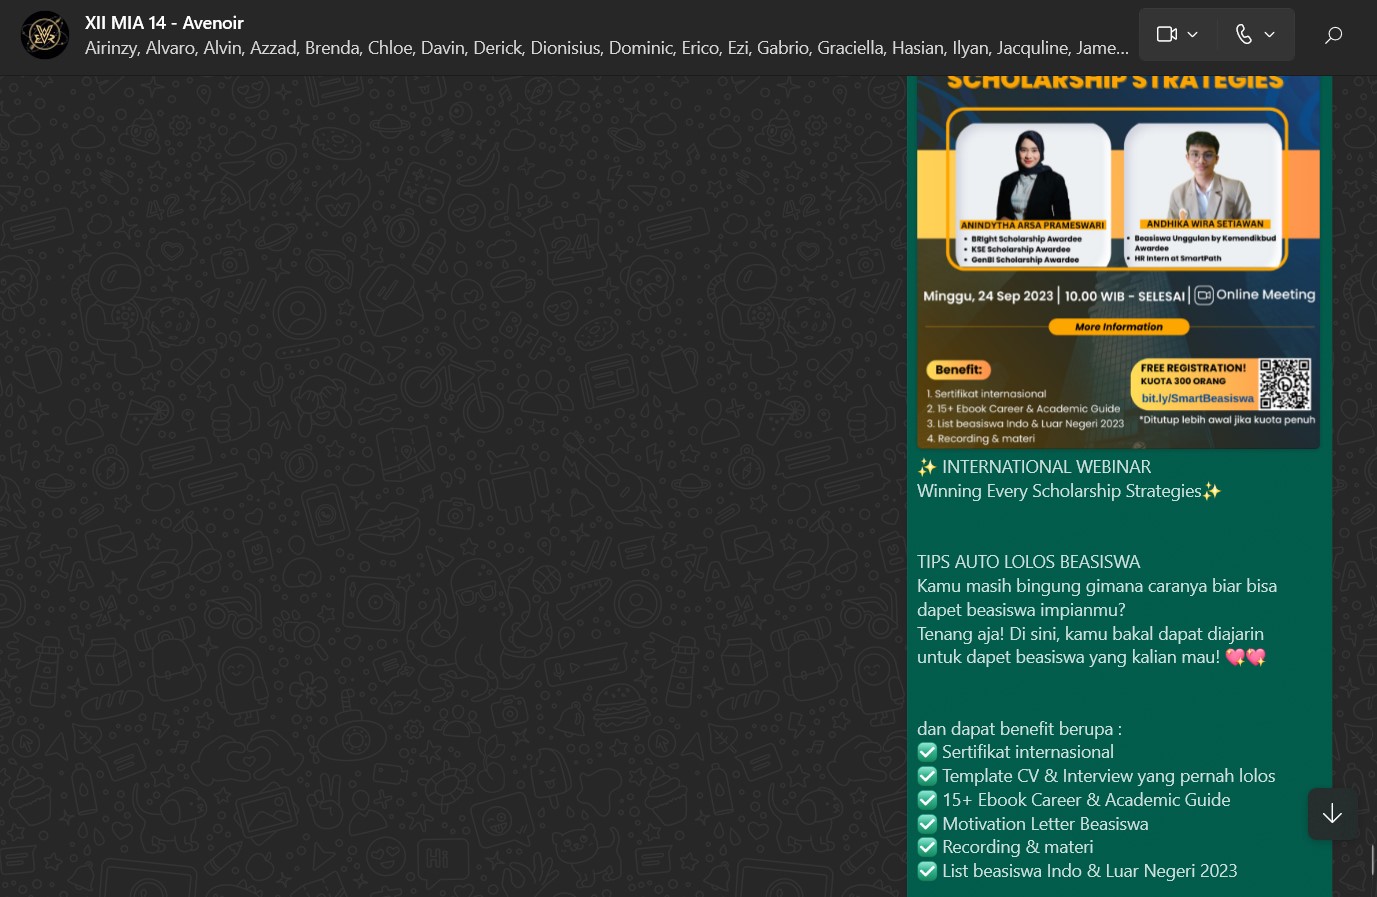 XII MIA 14 - Avenoir
Airinzy, Alvaro, Alvin, Azzad, Brenda, Chloe, Davin, Derick, Dionisius, Dominic, Erico, Ezi, Gabrio, Graciella, Hasian, Ilyan, Jacquline, Jame...
SCHOLARSHIP STRATEGIES
ANINDYTHA ARSA PRAMESWARI
• BRIght Scholarship Awardee
• KSE Scholarship Awardee
• GenBI Scholarship Awardee
ANDHIKA WIRA SETIAWAN
• Beasiswa Unggulan by Kemendikbud
Awardee
• HR Intern at SmartPath
Minggu, 24 Sep 2023 | 10.00 WIB - SELESAI | Online Meeting
More Information
Benefit:
1. Sertifikat internasional
2. 15+ Ebook Career & Academic Guide
3. List beasiswa Indo & Luar Negeri 2023
4. Recording & materi
FREE REGISTRATION!
KUOTA 300 ORANG
bit.ly/SmartBeasiswa
*Ditutup lebih awal jika kuota penuh
✨ INTERNATIONAL WEBINAR
Winning Every Scholarship Strategies✨
TIPS AUTO LOLOS BEASISWA
Kamu masih bingung gimana caranya biar bisa
dapet beasiswa impianmu?
Tenang aja! Di sini, kamu bakal dapat diajarin
untuk dapet beasiswa yang kalian mau! 💖💖
dan dapat benefit berupa :
✅ Sertifikat internasional
✅ Template CV & Interview yang pernah lolos
✅ 15+ Ebook Career & Academic Guide
✅ Motivation Letter Beasiswa
✅ Recording & materi
✅ List beasiswa Indo & Luar Negeri 2023